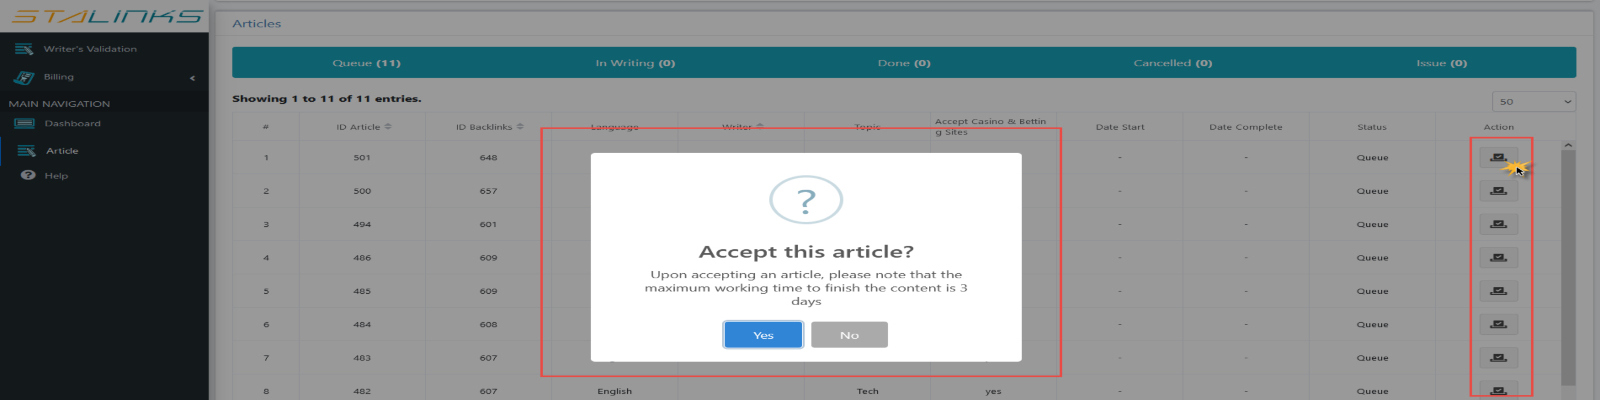 STALINKS
Writer's Validation
Billing
MAIN NAVIGATION
Dashboard
Article
Help
Articles
Queue (11) In Writing (0) Done (0) Cancelled (0) Issue (0)
Showing 1 to 11 of 11 entries.
50
# ID Article ID Backlinks Language Writer Topic Accept Casino & Bettin Date Start Date Complete Status Action
g Sites
1 501 648 - - Queue
2 500 657 - - Queue
3 494 601 - - Queue
4 486 609 - - Queue
5 485 609 - - Queue
6 484 608 - - Queue
7 483 607 - - Queue
8 482 607 English Tech yes - - Queue
?
Accept this article?
Upon accepting an article, please note that the
maximum working time to finish the content is 3
days
Yes No